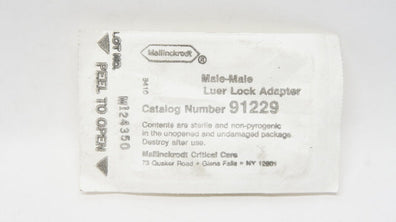 Mallinckrodt ®
9410
Male-Male
Luer Lock Adapter
Catalog Number 91229
Contents are sterile and non-pyrogenic
in the unopened and undamaged package.
Destroy after use.
Mallinckrodt Critical Care
73 Quaker Road • Glens Falls • NY 12801
LOT NO.
W124350
PEEL TO OPEN